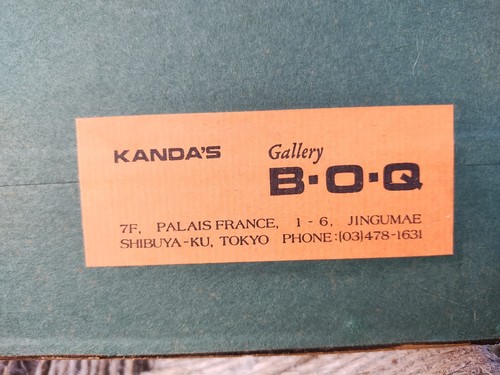 KANDA'S Gallery
B·O·Q
7F, PALAIS FRANCE, 1-6, JINGUMAE
SHIBUYA-KU, TOKYO PHONE:(03)478-1631